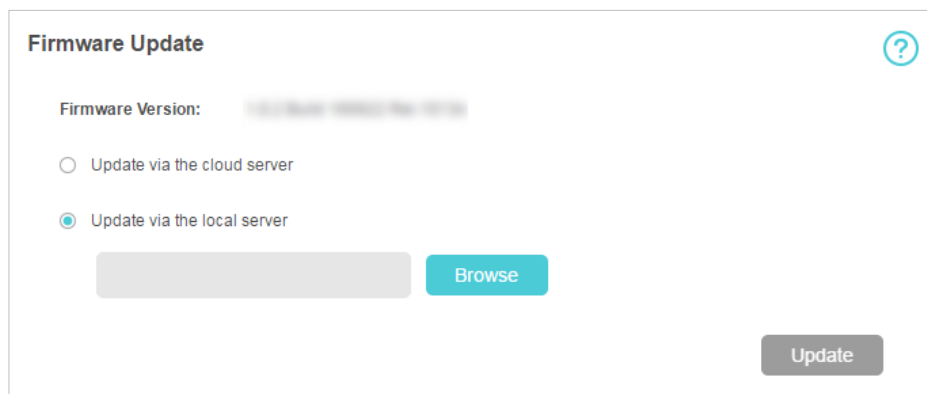 Firmware Update
?
Firmware Version:
Update via the cloud server
Update via the local server
Browse
Update